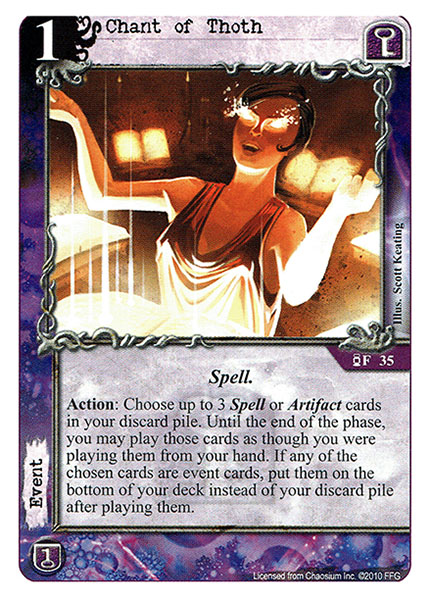 1
Chant of Thoth
Illus. Scott Keating
F 35
Spell.
Action: Choose up to 3 Spell or Artifact cards
in your discard pile. Until the end of the phase,
you may play those cards as though you were
playing them from your hand. If any of the
chosen cards are event cards, put them on the
bottom of your deck instead of your discard pile
after playing them.
Event
1
Licensed from Chaosium Inc. ©2010 FFG